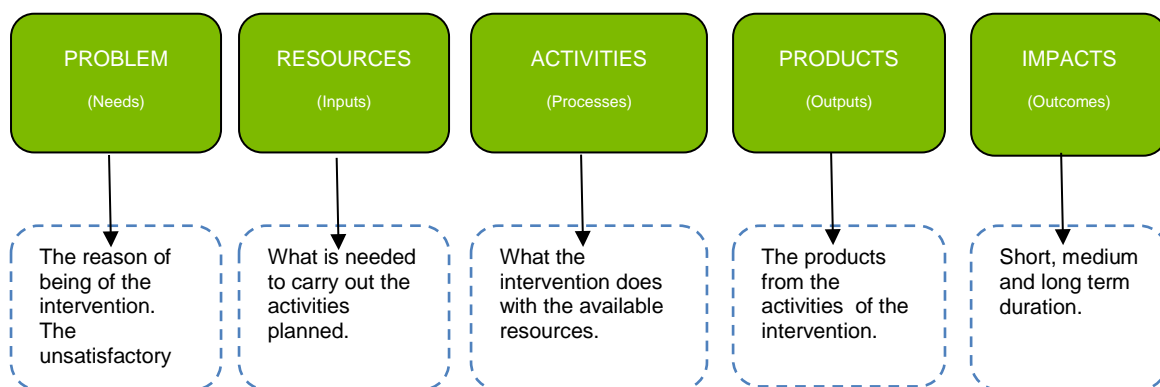 PROBLEM
(Needs)
RESOURCES
(Inputs)
ACTIVITIES
(Processes)
PRODUCTS
(Outputs)
IMPACTS
(Outcomes)
The reason of
being of the
intervention.
The
unsatisfactory
What is needed
to carry out the
activities
planned.
What the
intervention does
with the available
resources.
The products
from the
activities of the
intervention.
Short, medium
and long term
duration.